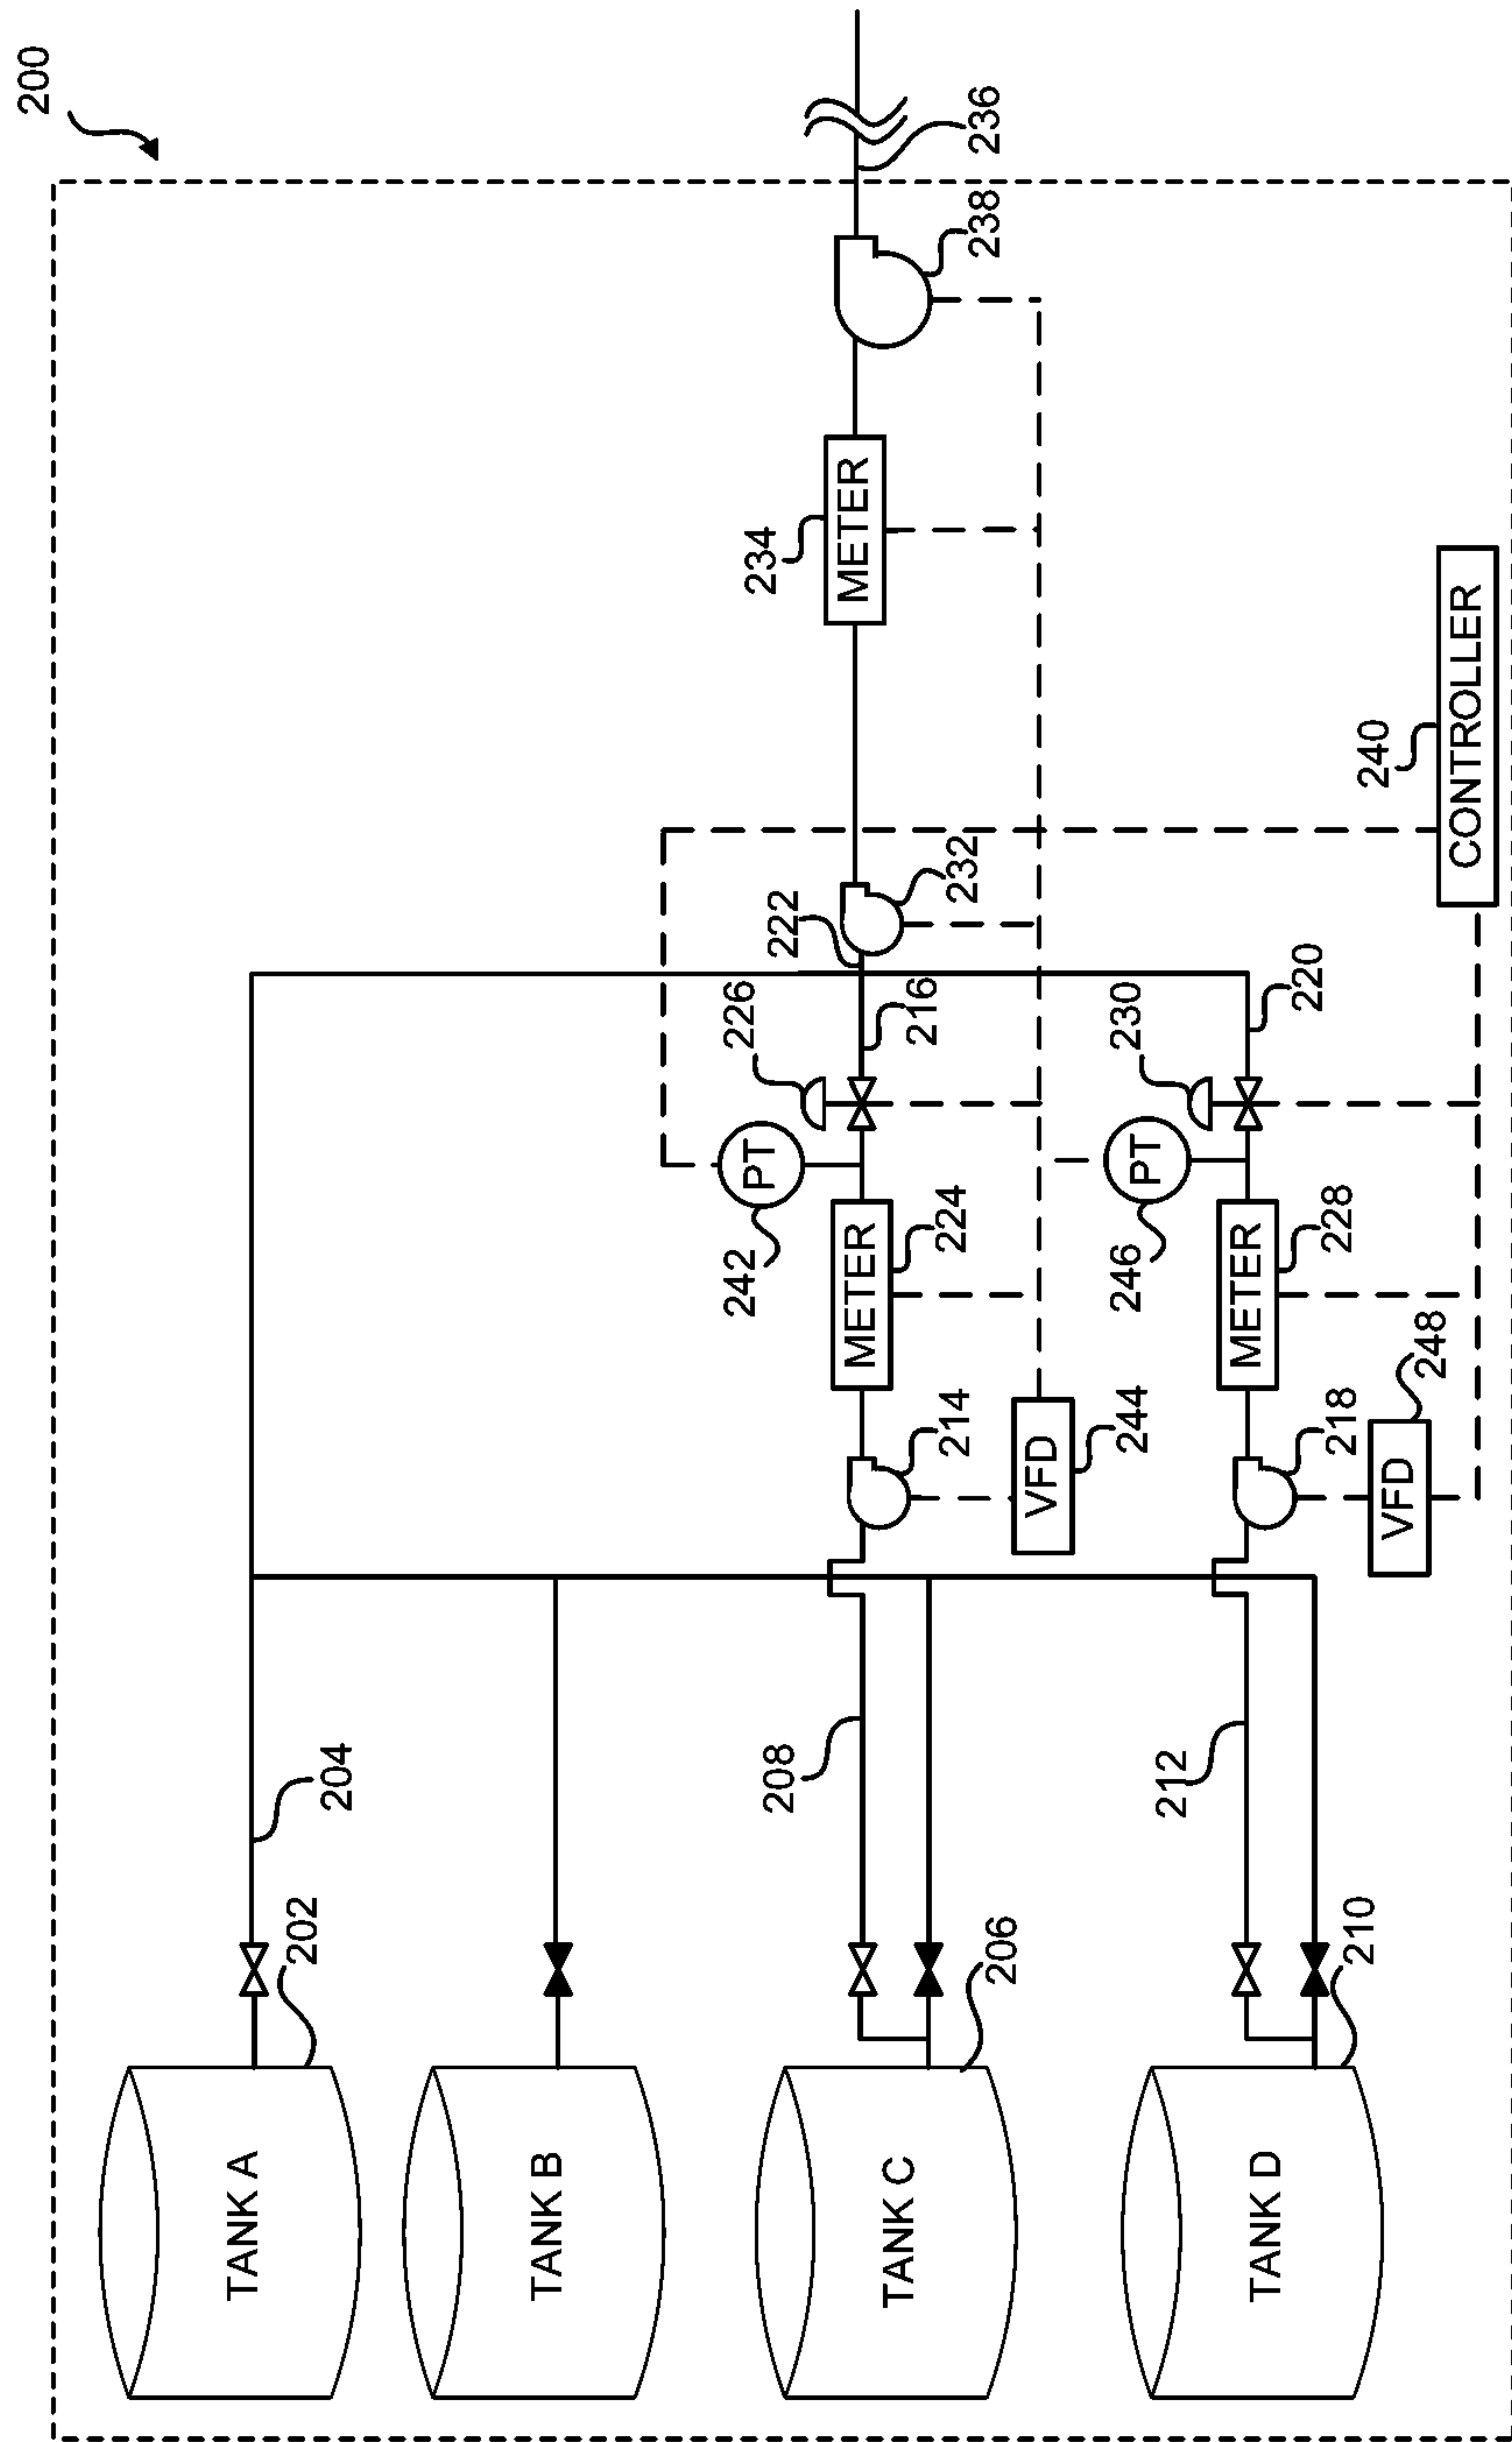 200
TANK A
202
204
TANK B
TANK C
206
208
214
METER
224
242
PT
226
216
222
232
234
METER
238
236
VFD
244
TANK D
210
212
218
METER
228
246
PT
230
220
VFD
248
240
CONTROLLER